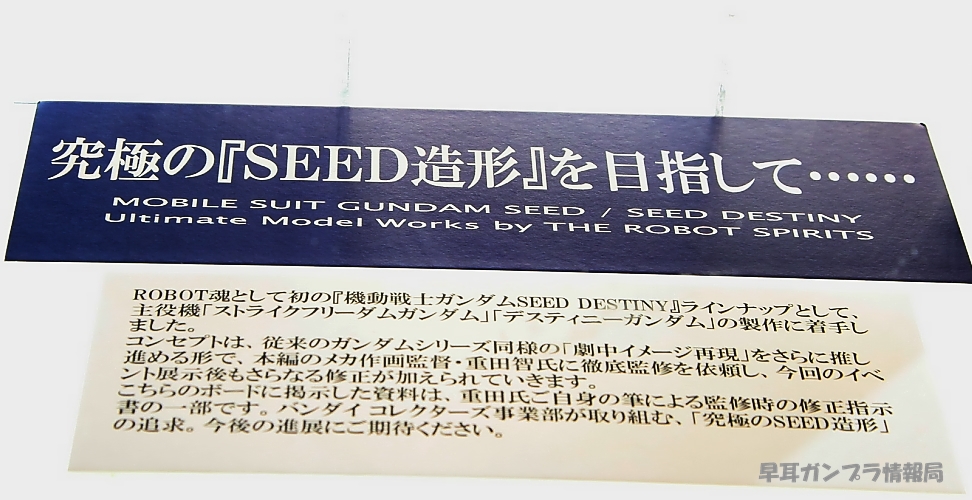 究極の『SEED造形』を目指して……
MOBILE SUIT GUNDAM SEED / SEED DESTINY
Ultimate Model Works by THE ROBOT SPIRITS
ROBOT魂として初の『機動戦士ガンダムSEED DESTINY』ラインナップとして、
主役機「ストライクフリーダムガンダム」「デスティニーガンダム」の製作に着手し
ました。
コンセプトは、従来のガンダムシリーズ同様の「劇中イメージ再現」をさらに推し
進める形で、本編のメカ作画監督・重田智氏に徹底監修を依頼し、今回のイベ
ント展示後もさらなる修正が加えられていきます。
こちらのボードに掲示した資料は、重田氏ご自身の筆による監修時の修正指示
書の一部です。バンダイ コレクターズ事業部が取り組む、「究極のSEED造形」
の追求。今後の進展にご期待ください。
早耳ガンプラ情報局